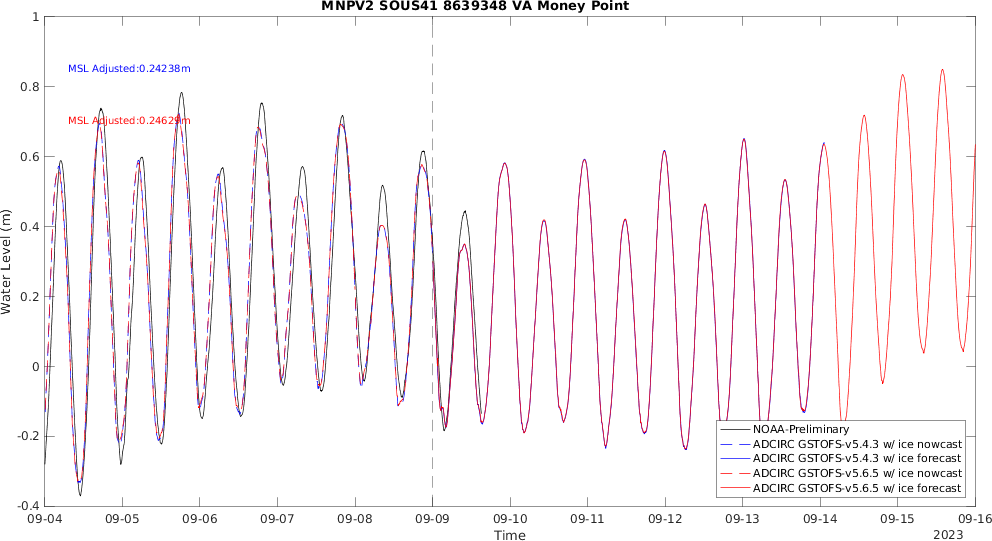 MNPV2 SOUS41 8639348 VA Money Point
1
0.8
0.6
0.4
0.2
0
-0.2
-0.4
Water Level (m)
MSL Adjusted:0.24238m
MSL Adjusted:0.24629m
NOAA-Preliminary
ADCIRC GSTOFS-v5.4.3 w/ ice nowcast
ADCIRC GSTOFS-v5.4.3 w/ ice forecast
ADCIRC GSTOFS-v5.6.5 w/ ice nowcast
ADCIRC GSTOFS-v5.6.5 w/ ice forecast
09-04 09-05 09-06 09-07 09-08 09-09 09-10 09-11 09-12 09-13 09-14 09-15 09-16
Time
2023